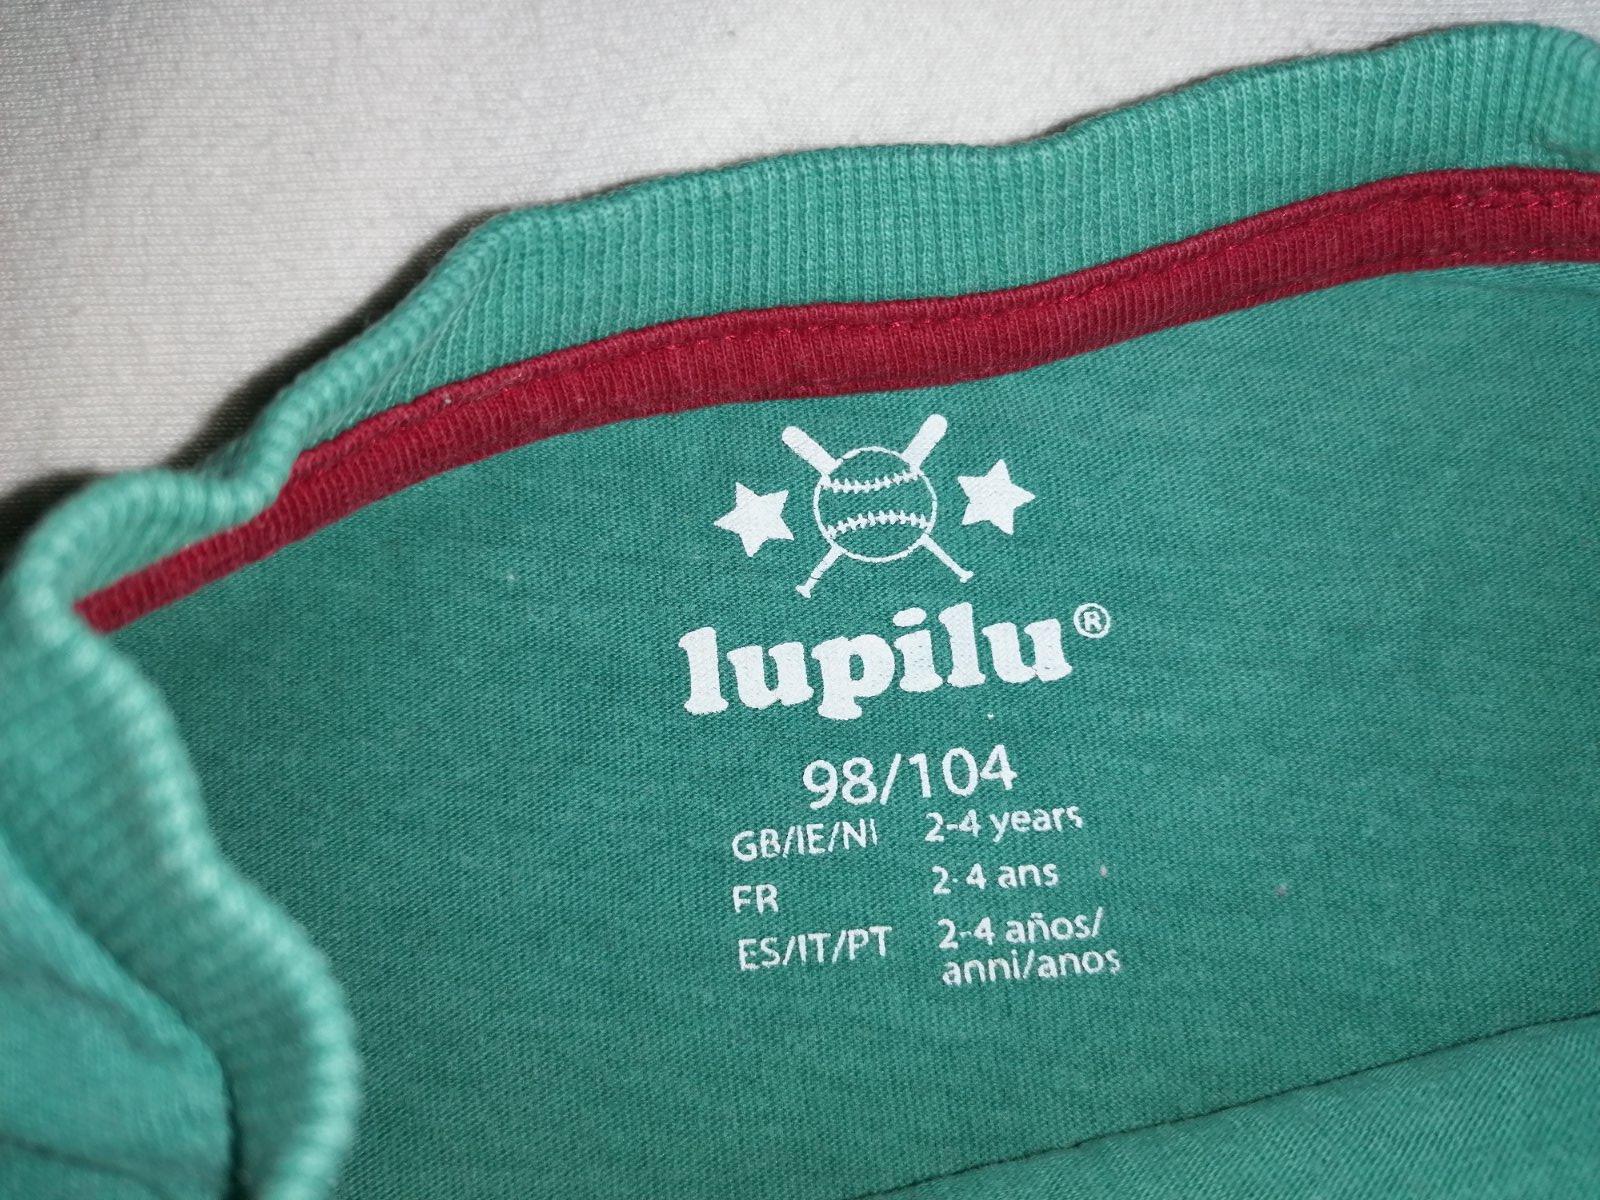 lupilu®
98/104
GB/IE/NI 2-4 years
FR 2-4 ans
ES/IT/PT 2-4 años/
anni/anos